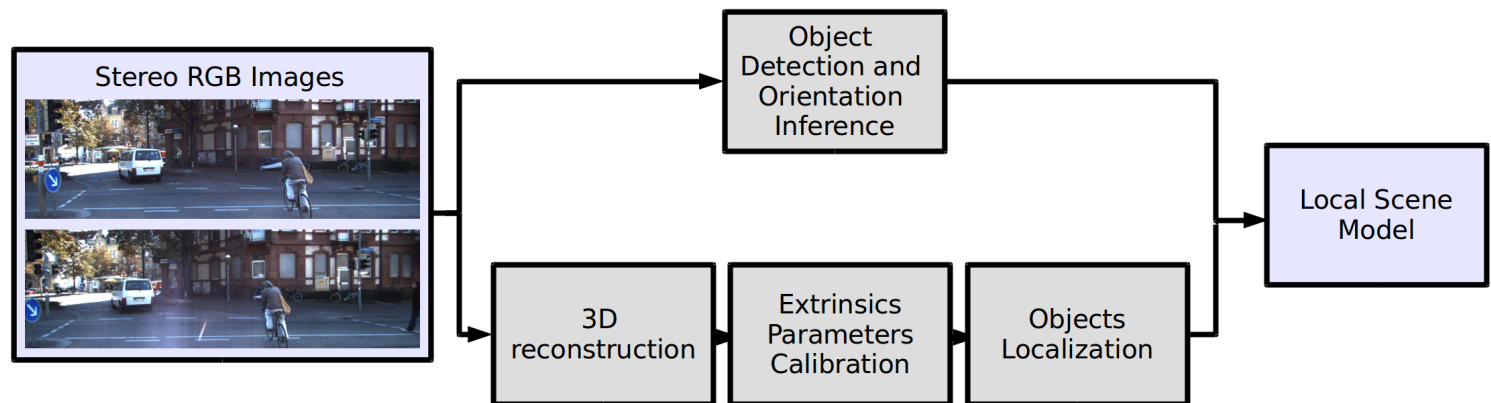 Stereo RGB Images
Object
Detection and
Orientation
Inference
3D
reconstruction
Extrinsics
Parameters
Calibration
Objects
Localization
Local Scene
Model